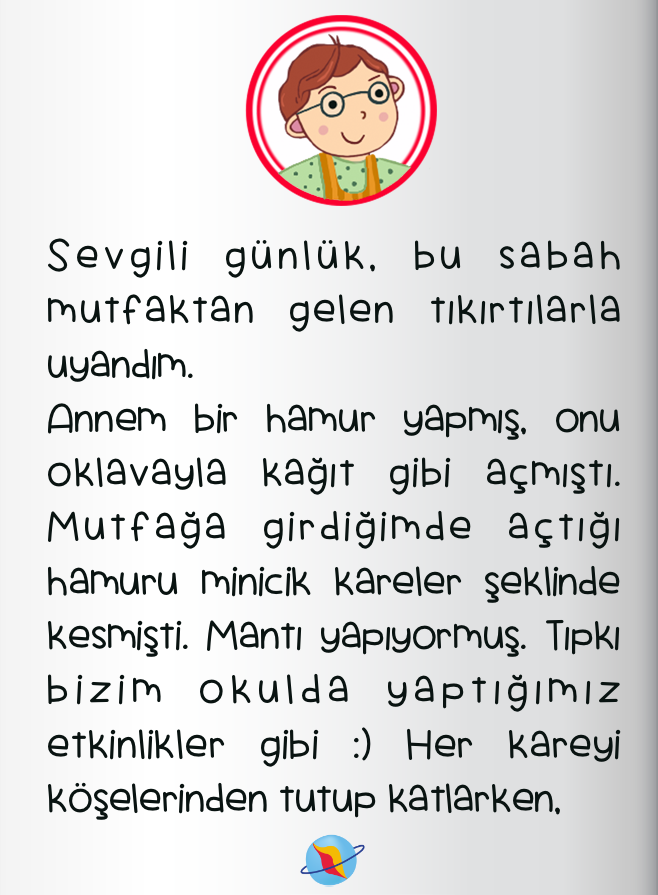 Sevgili günlük, bu sabah
mutfaktan gelen tıkırtılarla
uyandım.
Annem bir hamur yapmış, onu
oklavayla kağıt gibi açmıştı.
Mutfağa girdiğimde açtığı
hamuru minicik kareler şeklinde
kesmişti. Mantı yapıyormuş. Tıpkı
bizim okulda yaptığımız
etkinlikler gibi :) Her kareyi
köşelerinden tutup katlarken,